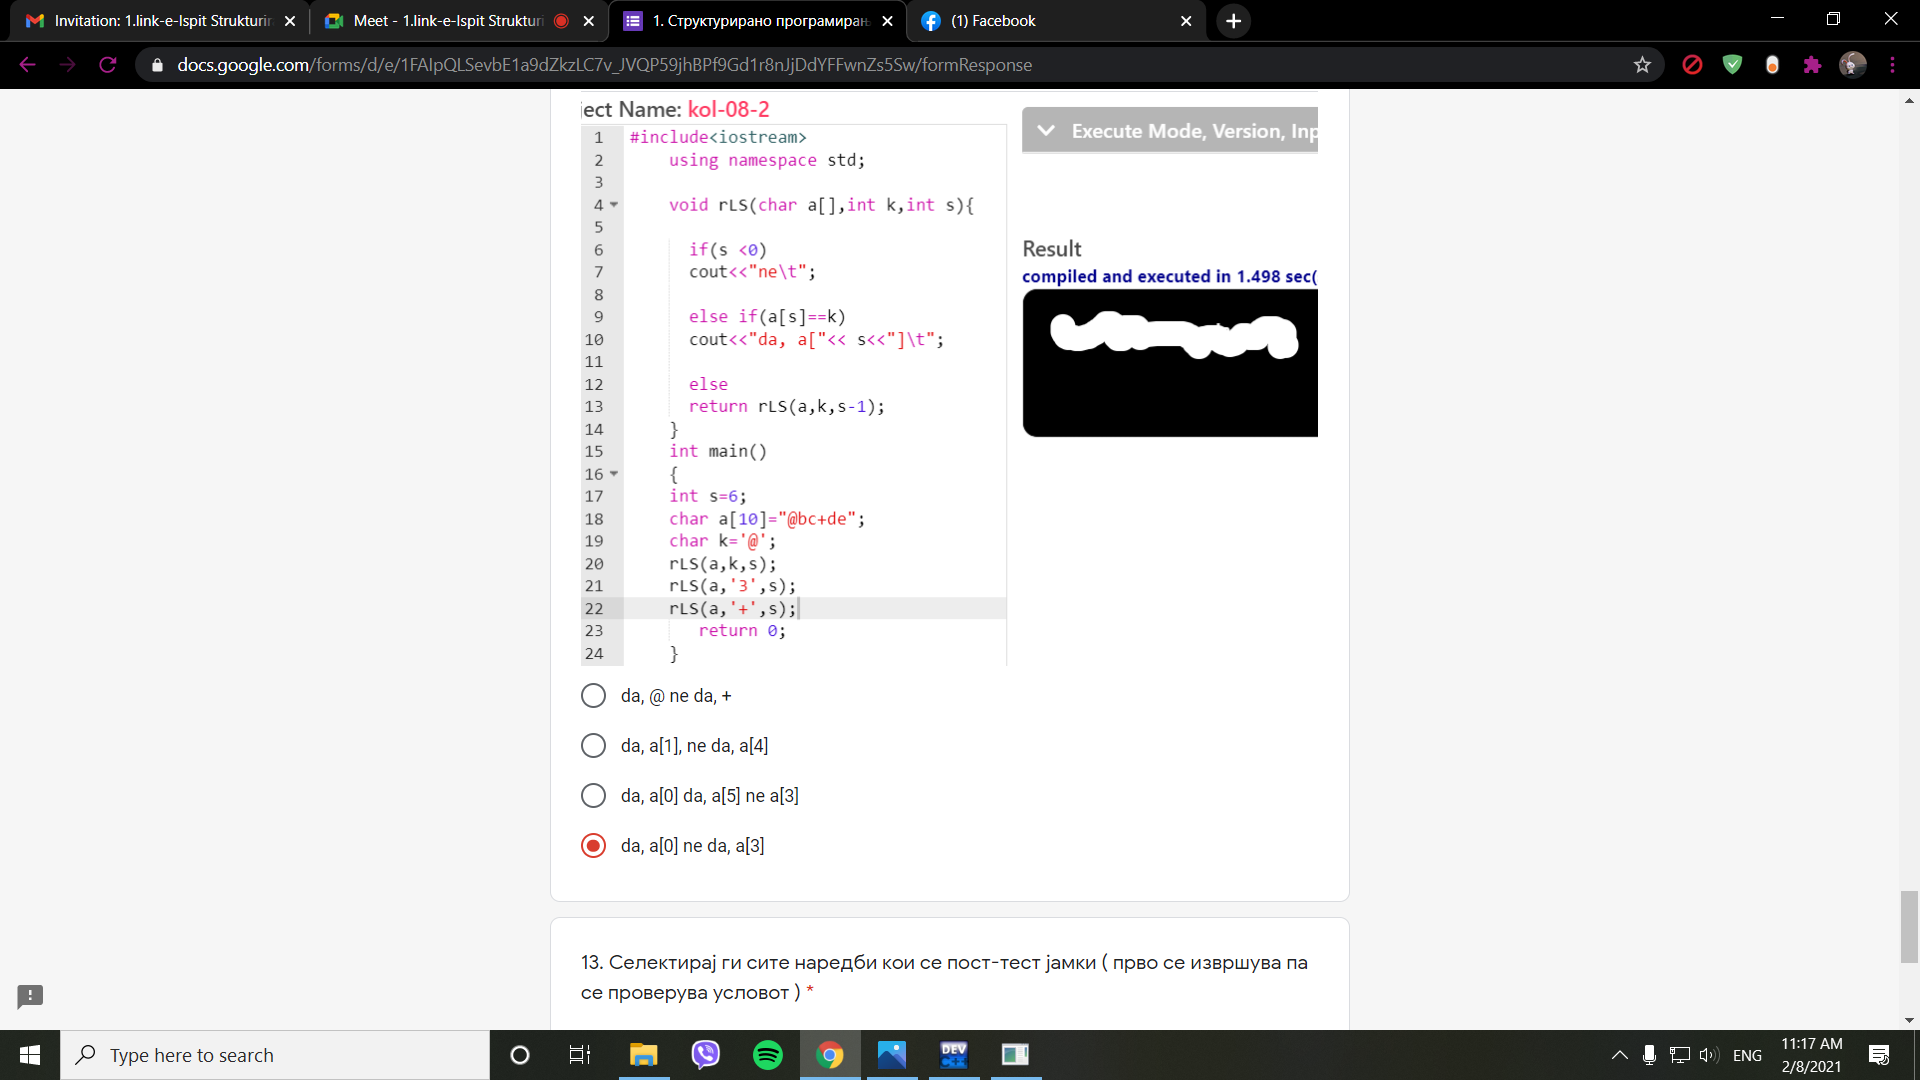 Invitation: 1.link-e-Ispit Strukturir
Meet - 1.link-e-Ispit Strukturi
1. Структурирано програмирањ
(1) Facebook
docs.google.com/forms/d/e/1FAIpQLSevbE1a9dZkzLC7v_JVQP59jhBPf9Gd1r8nJjDdYFFwnZs5Sw/formResponse
ject Name: kol-08-2
Execute Mode, Version, Inp
1 #include<iostream>
2 using namespace std;
3
4 void rLS(char a[],int k,int s){
5
6 if(s <0)
7 cout<<"ne\t";
8
9 else if(a[s]==k)
10 cout<<"da, a["<< s<<"]\t";
11
12 else
13 return rLS(a,k,s-1);
14 }
15 int main()
16 {
17 int s=6;
18 char a[10]="@bc+de";
19 char k='@';
20 rLS(a,k,s);
21 rLS(a,'3',s);
22 rLS(a,'+',s);
23 return 0;
24 }
Result
compiled and executed in 1.498 sec(
da, @ ne da, +
da, a[1], ne da, a[4]
da, a[0] da, a[5] ne a[3]
da, a[0] ne da, a[3]
13. Селектирај ги сите наредби кои се пост-тест јамки ( прво се извршува па
се проверува условот ) *
Type here to search
DEV
C++
ENG
11:17 AM
2/8/2021